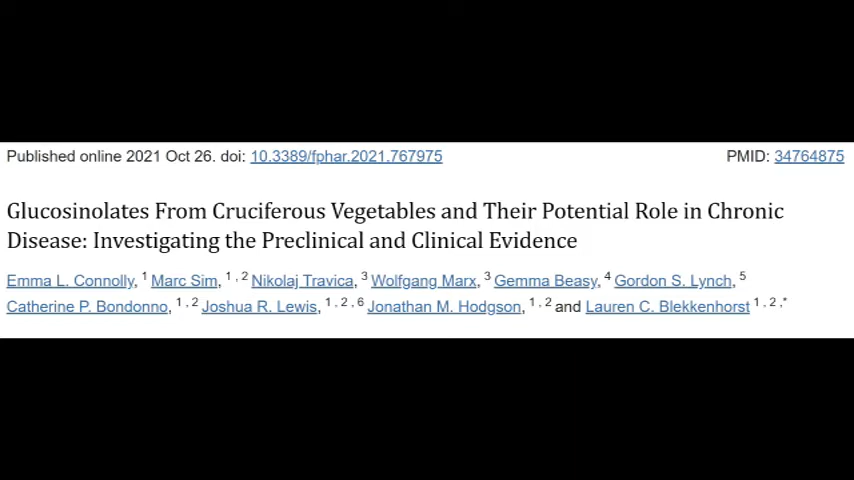 Published online 2021 Oct 26. doi: 10.3389/fphar.2021.767975 PMID: 34764875
Glucosinolates From Cruciferous Vegetables and Their Potential Role in Chronic
Disease: Investigating the Preclinical and Clinical Evidence
Emma L. Connolly, 1 Marc Sim, 1 , 2 Nikolaj Travica, 3 Wolfgang Marx, 3 Gemma Beasy, 4 Gordon S. Lynch, 5
Catherine P. Bondonno, 1 , 2 Joshua R. Lewis, 1 , 2 , 6 Jonathan M. Hodgson, 1 , 2 and Lauren C. Blekkenhorst 1 , 2 ,*